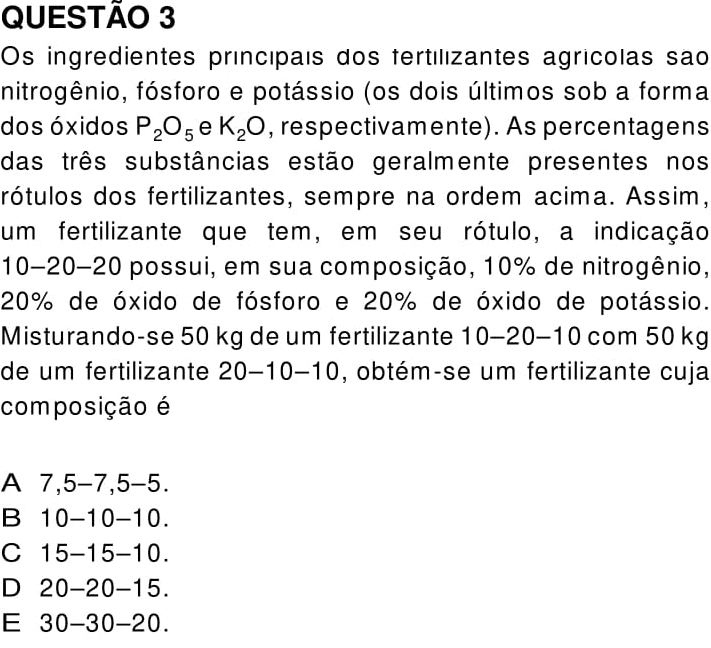 QUESTÃO 3
Os ingredientes principais dos fertilizantes agrícolas são
nitrogênio, fósforo e potássio (os dois últimos sob a forma
dos óxidos P₂O₅ e K₂O, respectivamente). As percentagens
das três substâncias estão geralmente presentes nos
rótulos dos fertilizantes, sempre na ordem acima. Assim,
um fertilizante que tem, em seu rótulo, a indicação
10–20–20 possui, em sua composição, 10% de nitrogênio,
20% de óxido de fósforo e 20% de óxido de potássio.
Misturando-se 50 kg de um fertilizante 10–20–10 com 50 kg
de um fertilizante 20–10–10, obtém-se um fertilizante cuja
composição é
A 7,5–7,5–5.
B 10–10–10.
C 15–15–10.
D 20–20–15.
E 30–30–20.